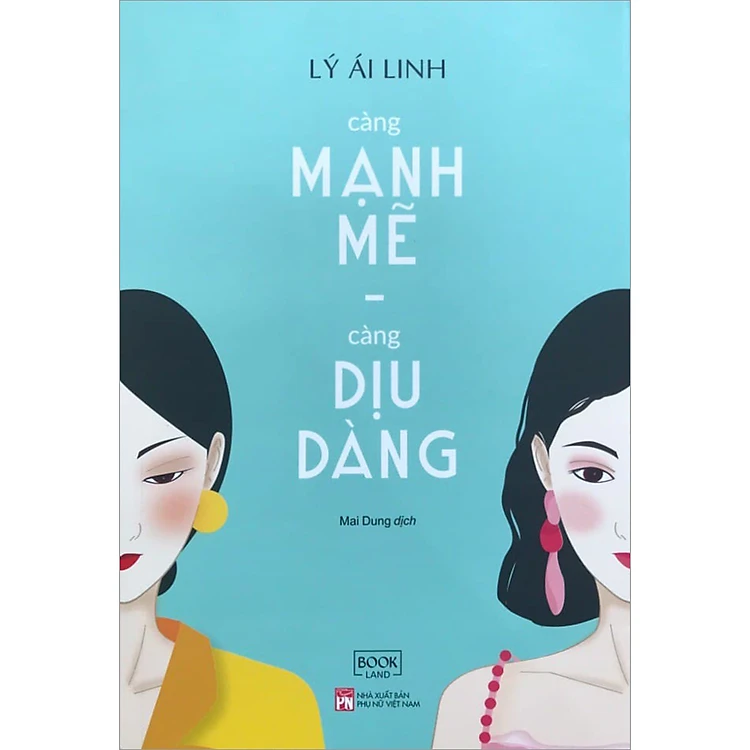 LÝ ÁI LINH
càng
MẠNH
MẼ
-
càng
DỊU
DÀNG
Mai Dung dịch
BOOK
LAND
PN
NHÀ XUẤT BẢN
PHỤ NỮ VIỆT NAM